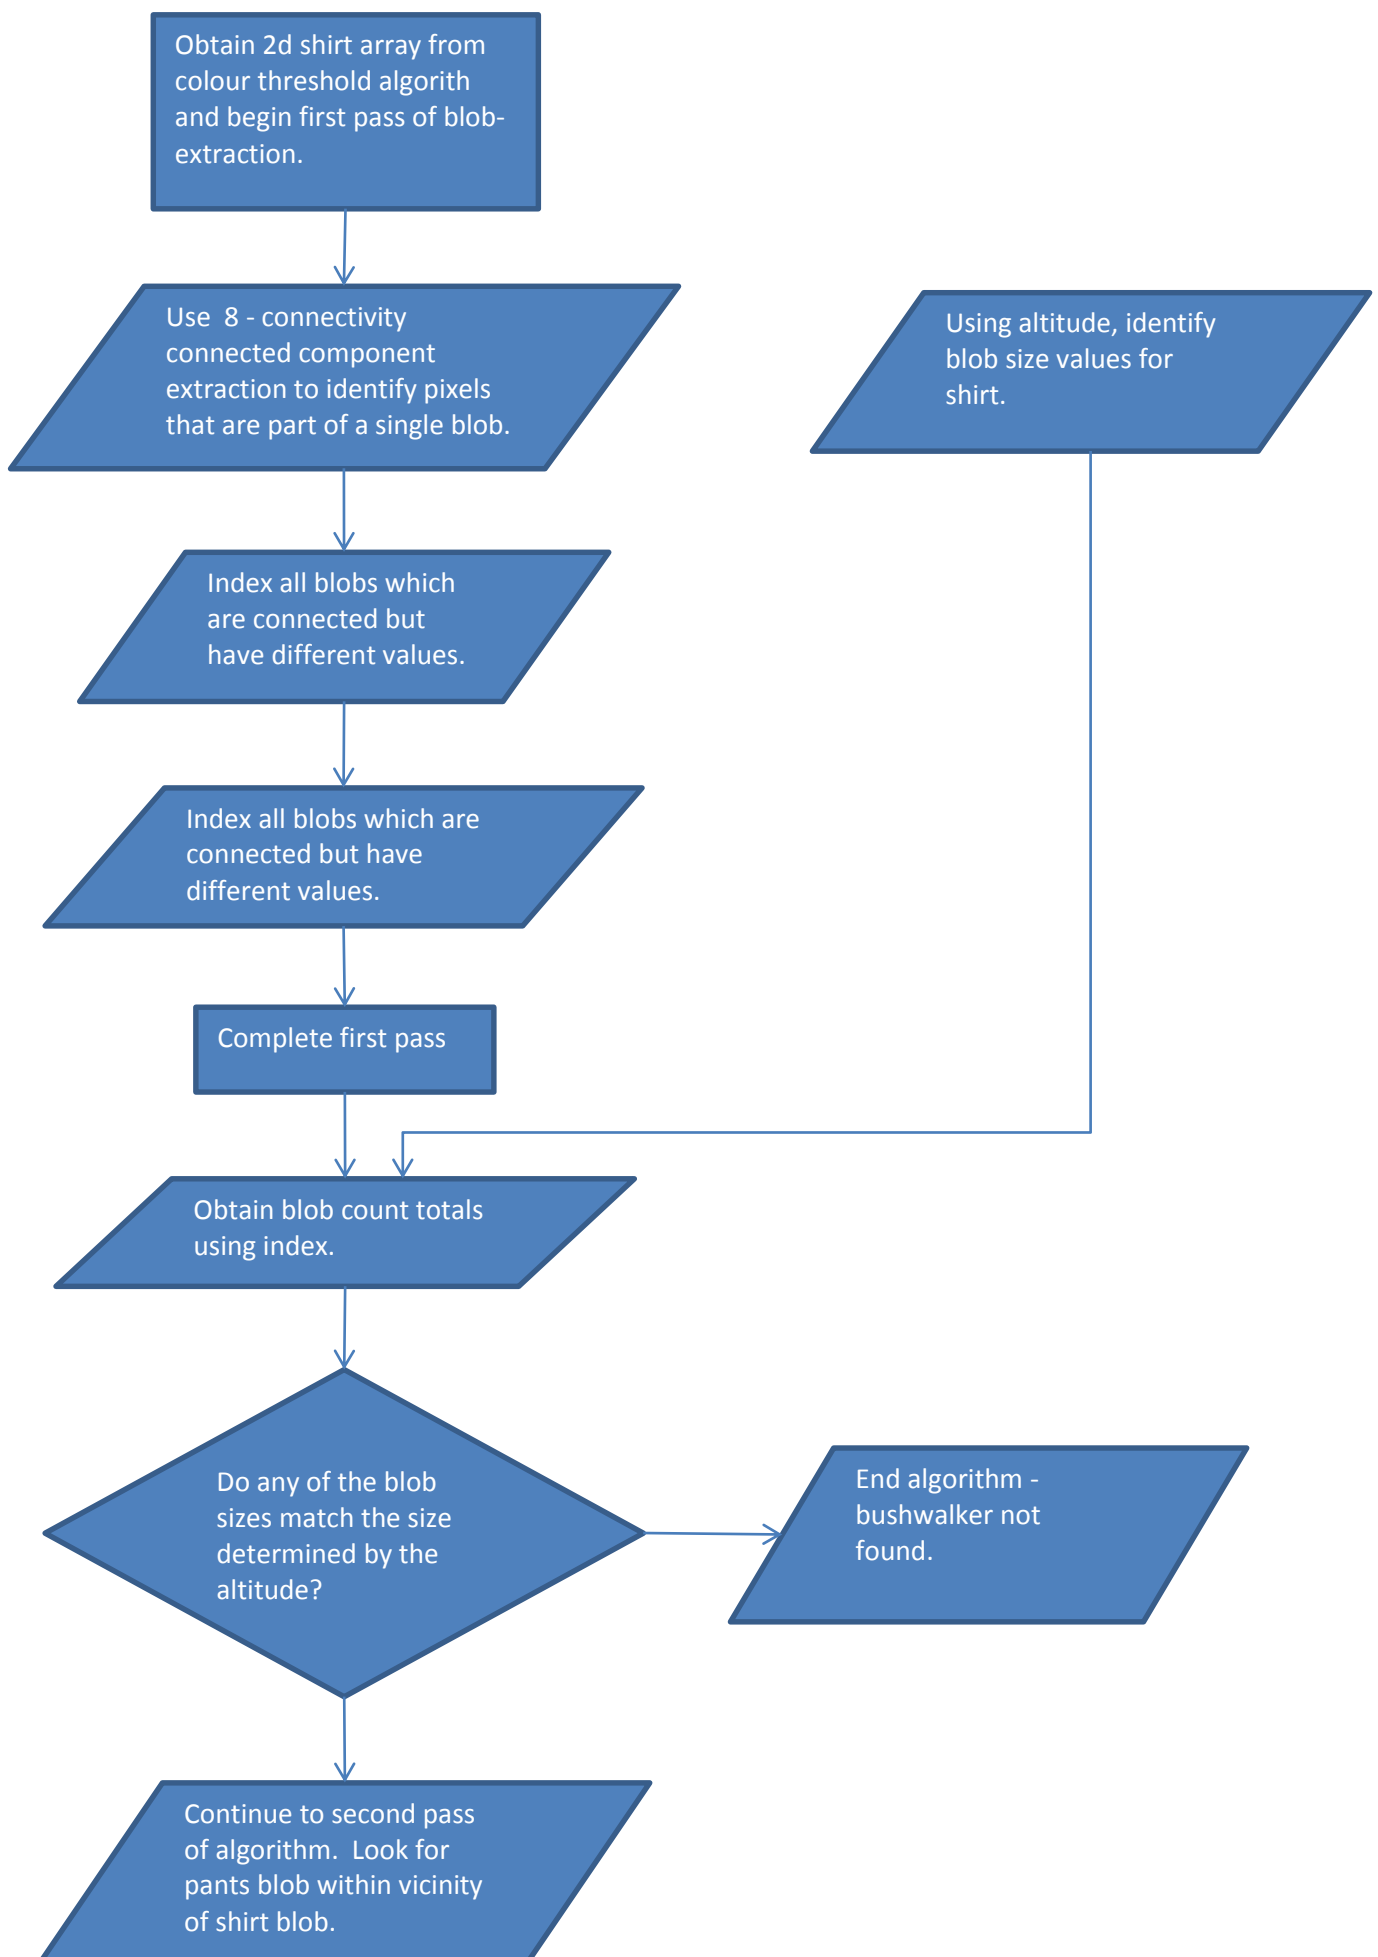 Obtain 2d shirt array from
colour threshold algorith
and begin first pass of blob-
extraction.
Use  8 - connectivity
connected component
extraction to identify pixels
that are part of a single blob.
Using altitude, identify
blob size values for
shirt.
Index all blobs which
are connected but
have different values.
Index all blobs which are
connected but have
different values.
Complete first pass
Obtain blob count totals
using index.
Do any of the blob
sizes match the size
determined by the
altitude?
End algorithm -
bushwalker not
found.
Continue to second pass
of algorithm.  Look for
pants blob within vicinity
of shirt blob.